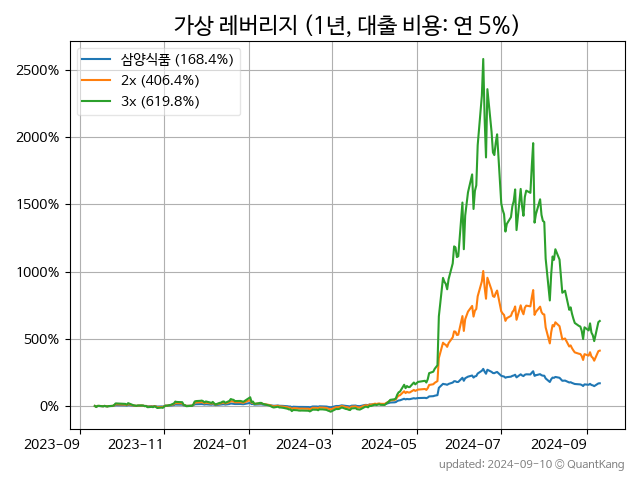 가상 레버리지 (1년, 대출 비용: 연 5%)
삼양식품 (168.4%)
2x (406.4%)
3x (619.8%)
2500%
2000%
1500%
1000%
500%
0%
2023-09
2023-11
2024-01
2024-03
2024-05
2024-07
2024-09
updated: 2024-09-10 © QuantKang